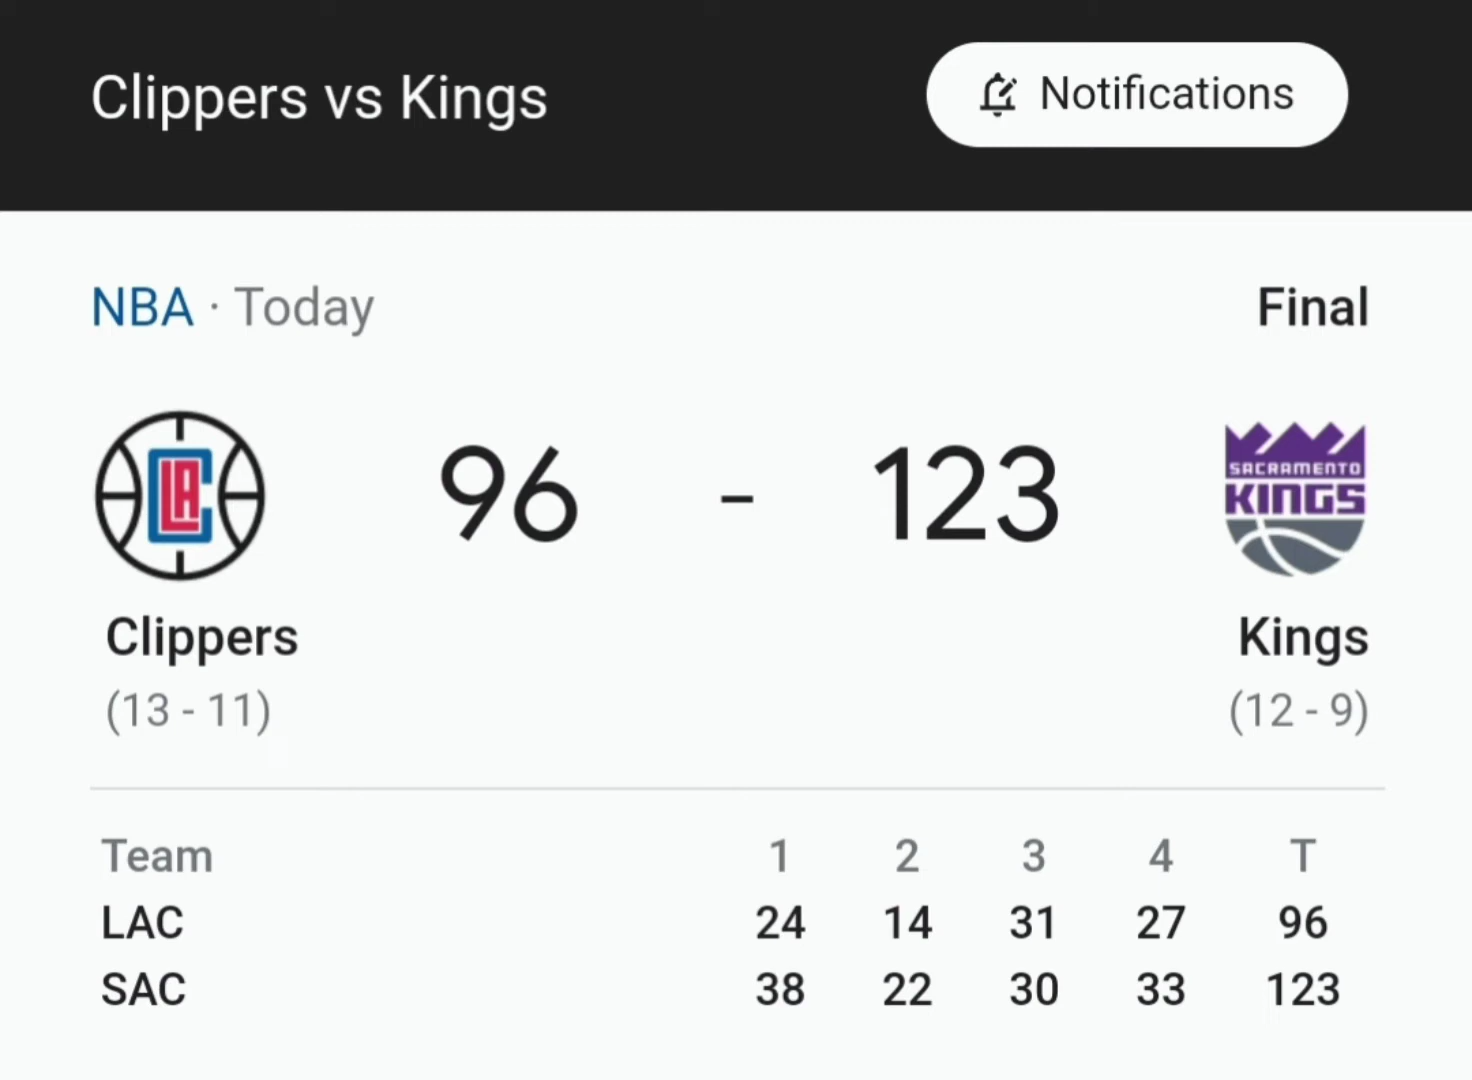 Clippers vs Kings
Notifications
NBA · Today
Final
LA
96 - 123
SACRAMENTO
KINGS
Clippers
Kings
(13 - 11)
(12 - 9)
Team 1 2 3 4 T
LAC 24 14 31 27 96
SAC 38 22 30 33 123